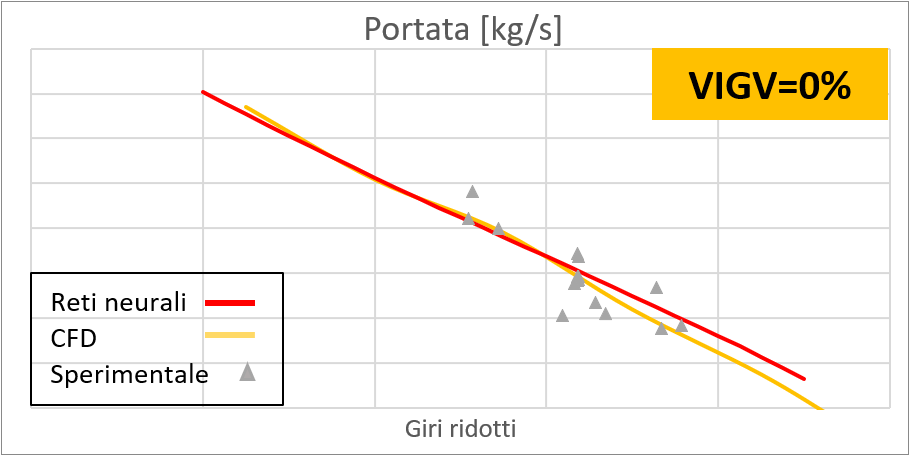 Portata [kg/s]
VIGV=0%
Reti neurali
CFD
Sperimentale
Giri ridotti